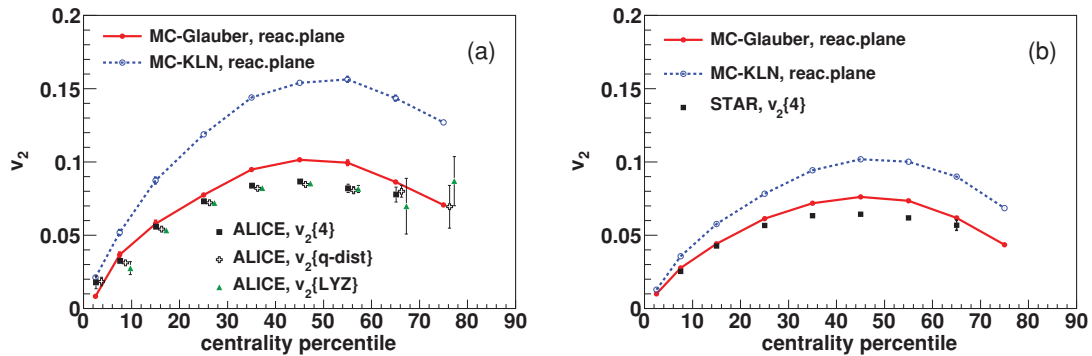 0.2
0.15
0.1
0.05
0
v2
MC-Glauber, reac.plane
MC-KLN, reac.plane
(a)
ALICE, v2{4}
ALICE, v2{q-dist}
ALICE, v2{LYZ}
0 10 20 30 40 50 60 70 80 90
centrality percentile
0.2
0.15
0.1
0.05
0
v2
MC-Glauber, reac.plane
MC-KLN, reac.plane
STAR, v2{4}
(b)
0 10 20 30 40 50 60 70 80 90
centrality percentile